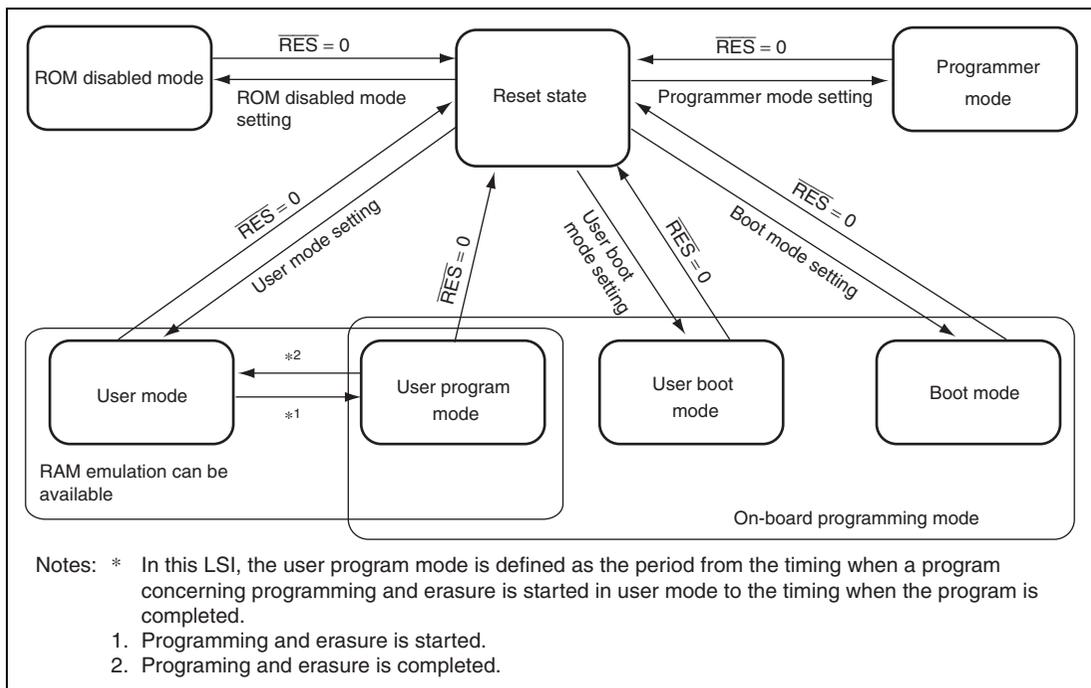 ROM disabled mode
RES = 0
ROM disabled mode
setting
Reset state
RES = 0
Programmer mode setting
Programmer
mode
RES = 0
User mode setting
RES = 0
User boot
mode setting
RES = 0
Boot mode setting
RES = 0
User mode
*2
*1
User program
mode
User boot
mode
Boot mode
RAM emulation can be
available
On-board programming mode
Notes: * In this LSI, the user program mode is defined as the period from the timing when a program
concerning programming and erasure is started in user mode to the timing when the program is
completed.
1. Programming and erasure is started.
2. Programing and erasure is completed.